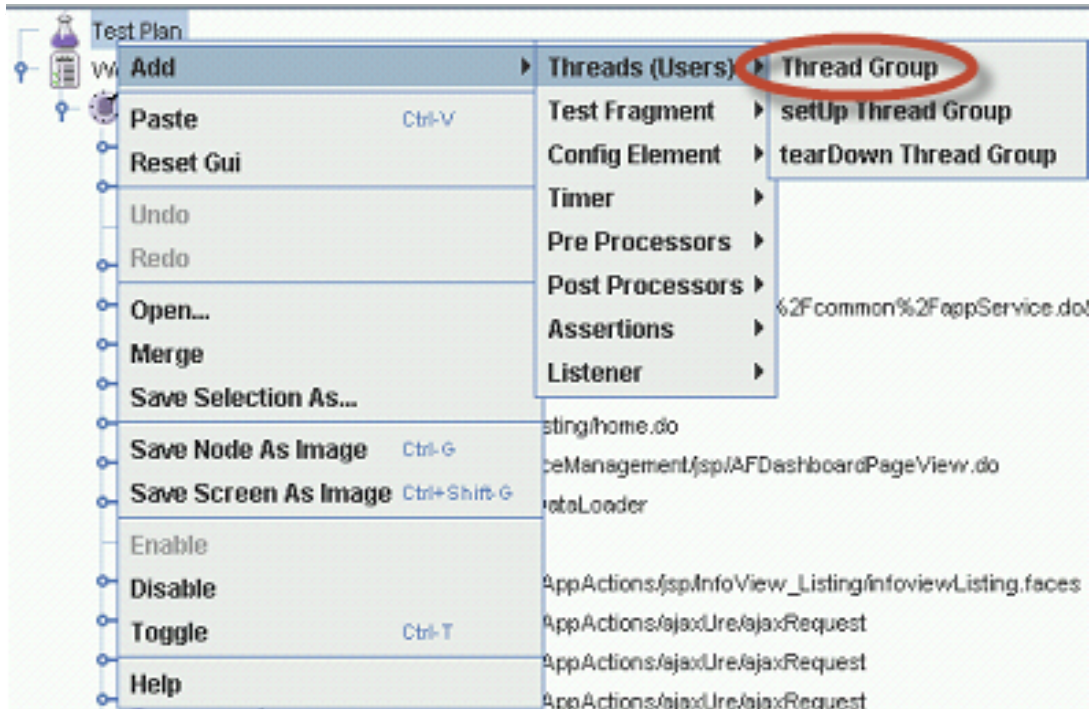 Test Plan
Add
Paste Ctrl-V
Reset Gui
Undo
Redo
Open...
Merge
Save Selection As...
Save Node As Image Ctrl-G
Save Screen As Image Ctrl+Shift-G
Enable
Disable
Toggle Ctrl-T
Help
Threads (Users)
Test Fragment
Config Element
Timer
Pre Processors
Post Processors
Assertions
Listener
Thread Group
setUp Thread Group
tearDown Thread Group
%2Fcommon%2FappService.do&
sting/home.do
ceManagement/jsp/AFDashboardPageView.do
ataLoader
AppActions/jsp/InfoView_Listing/infoviewListing.faces
AppActions/ajaxUre/ajaxRequest
AppActions/ajaxUre/ajaxRequest
AppActions/ajaxUre/ajaxRequest